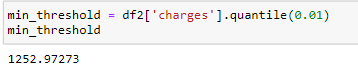 min_threshold = df2['charges'].quantile(0.01)
min_threshold
1252.97273